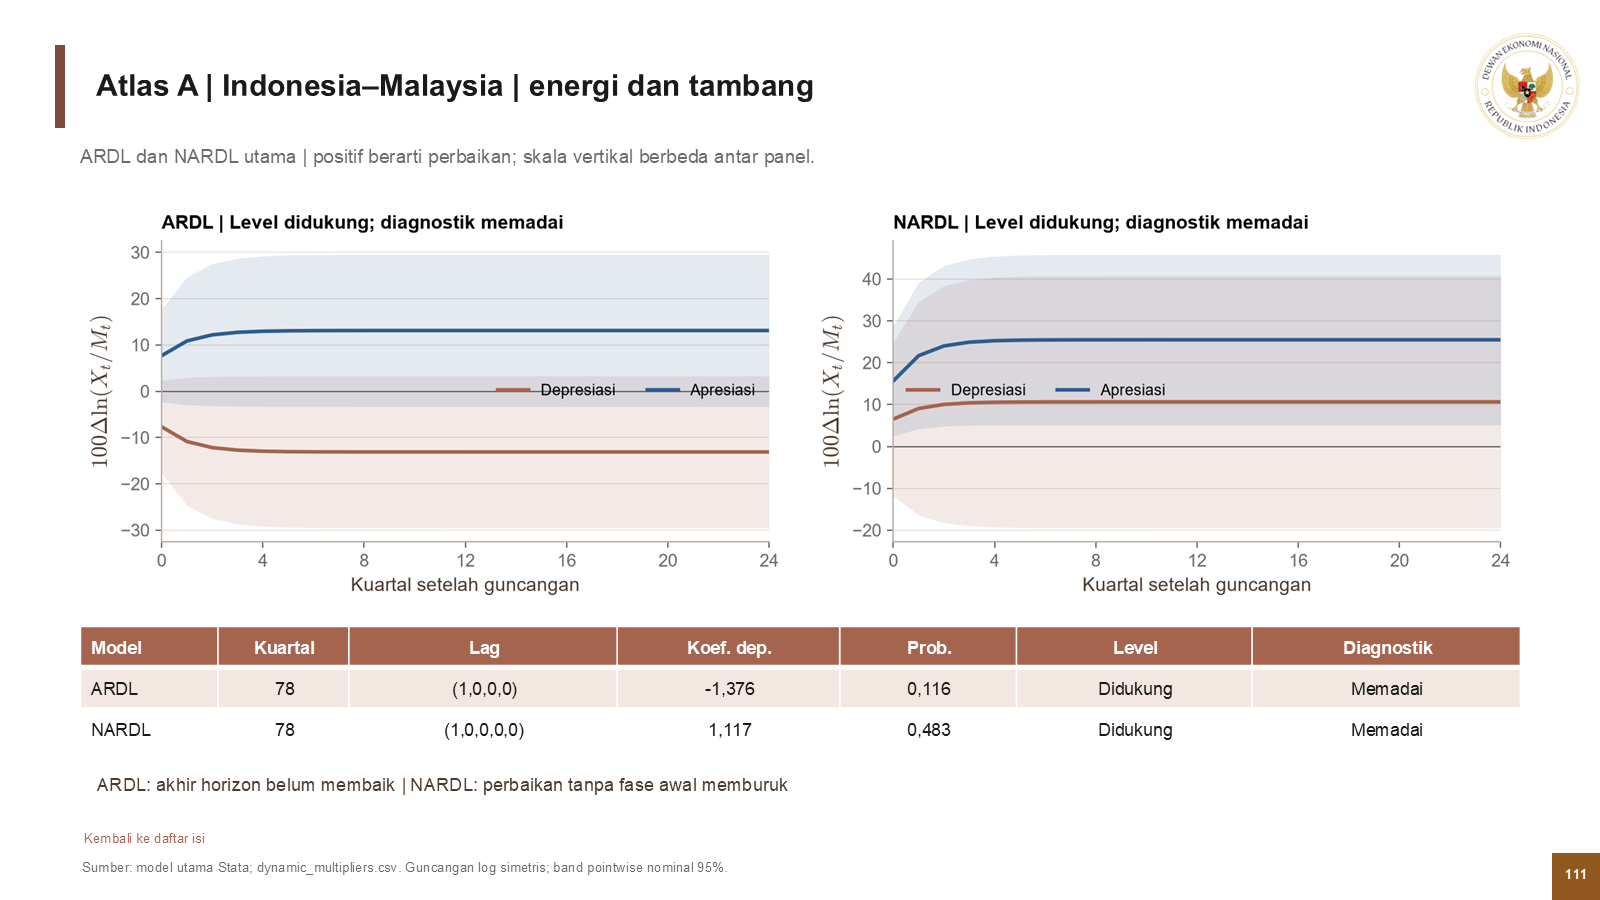 Atlas A | Indonesia–Malaysia | energi dan tambang
DEWAN EKONOMI NASIONAL
REPUBLIK INDONESIA
ARDL dan NARDL utama | positif berarti perbaikan; skala vertikal berbeda antar panel.
ARDL | Level didukung; diagnostik memadai
30
20
10
0
−10
−20
−30
100Δln(Xt/Mt)
Depresiasi
Apresiasi
0 4 8 12 16 20 24
Kuartal setelah guncangan
NARDL | Level didukung; diagnostik memadai
40
30
20
10
0
−10
−20
100Δln(Xt/Mt)
Depresiasi
Apresiasi
0 4 8 12 16 20 24
Kuartal setelah guncangan
Model Kuartal Lag Koef. dep. Prob. Level Diagnostik
ARDL 78 (1,0,0,0) -1,376 0,116 Didukung Memadai
NARDL 78 (1,0,0,0,0) 1,117 0,483 Didukung Memadai
ARDL: akhir horizon belum membaik | NARDL: perbaikan tanpa fase awal memburuk
Kembali ke daftar isi
Sumber: model utama Stata; dynamic_multipliers.csv. Guncangan log simetris; band pointwise nominal 95%.
111